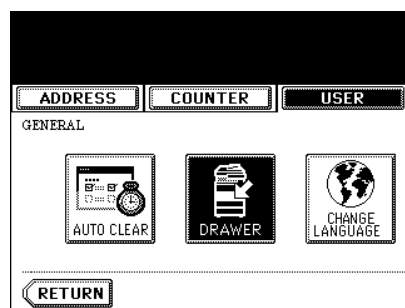 ADDRESS COUNTER USER
GENERAL
AUTO CLEAR DRAWER CHANGE LANGUAGE
RETURN